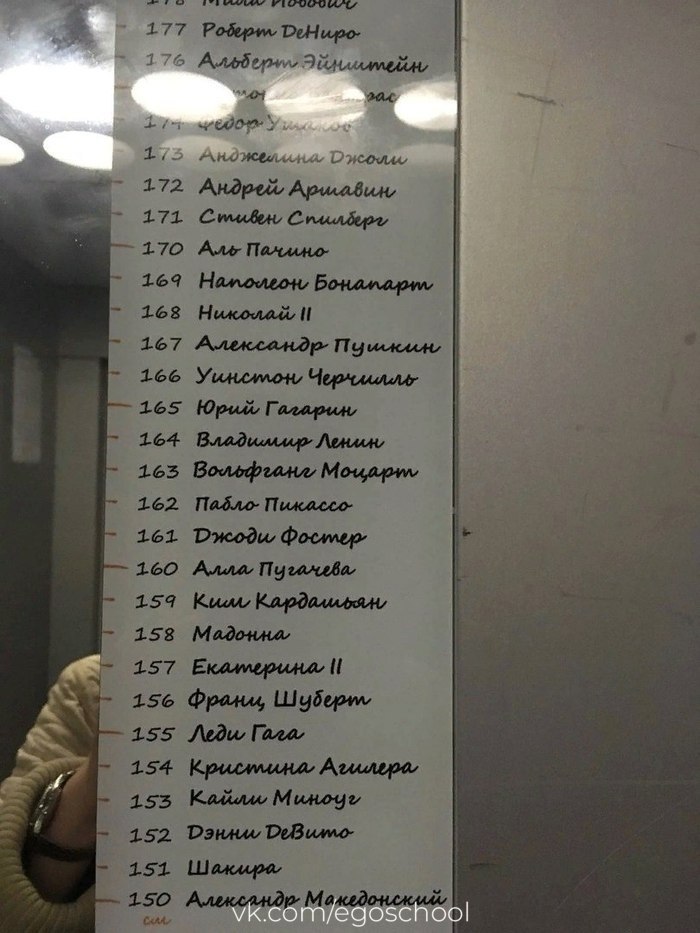 178 Мила Йовович
177 Роберт ДеНиро
176 Альберт Эйнштейн
174 Федор Ушаков
173 Анджелина Джоли
172 Андрей Аршавин
171 Стивен Спилберг
170 Аль Пачино
169 Наполеон Бонапарт
168 Николай II
167 Александр Пушкин
166 Уинстон Черчилль
165 Юрий Гагарин
164 Владимир Ленин
163 Вольфганг Моцарт
162 Пабло Пикассо
161 Джоди Фостер
160 Алла Пугачева
159 Ким Кардашьян
158 Мадонна
157 Екатерина II
156 Франц Шуберт
155 Леди Гага
154 Кристина Агилера
153 Кайли Миноуг
152 Дэнни ДеВито
151 Шакира
150 Александр Македонский
см
vk.com/egoschool